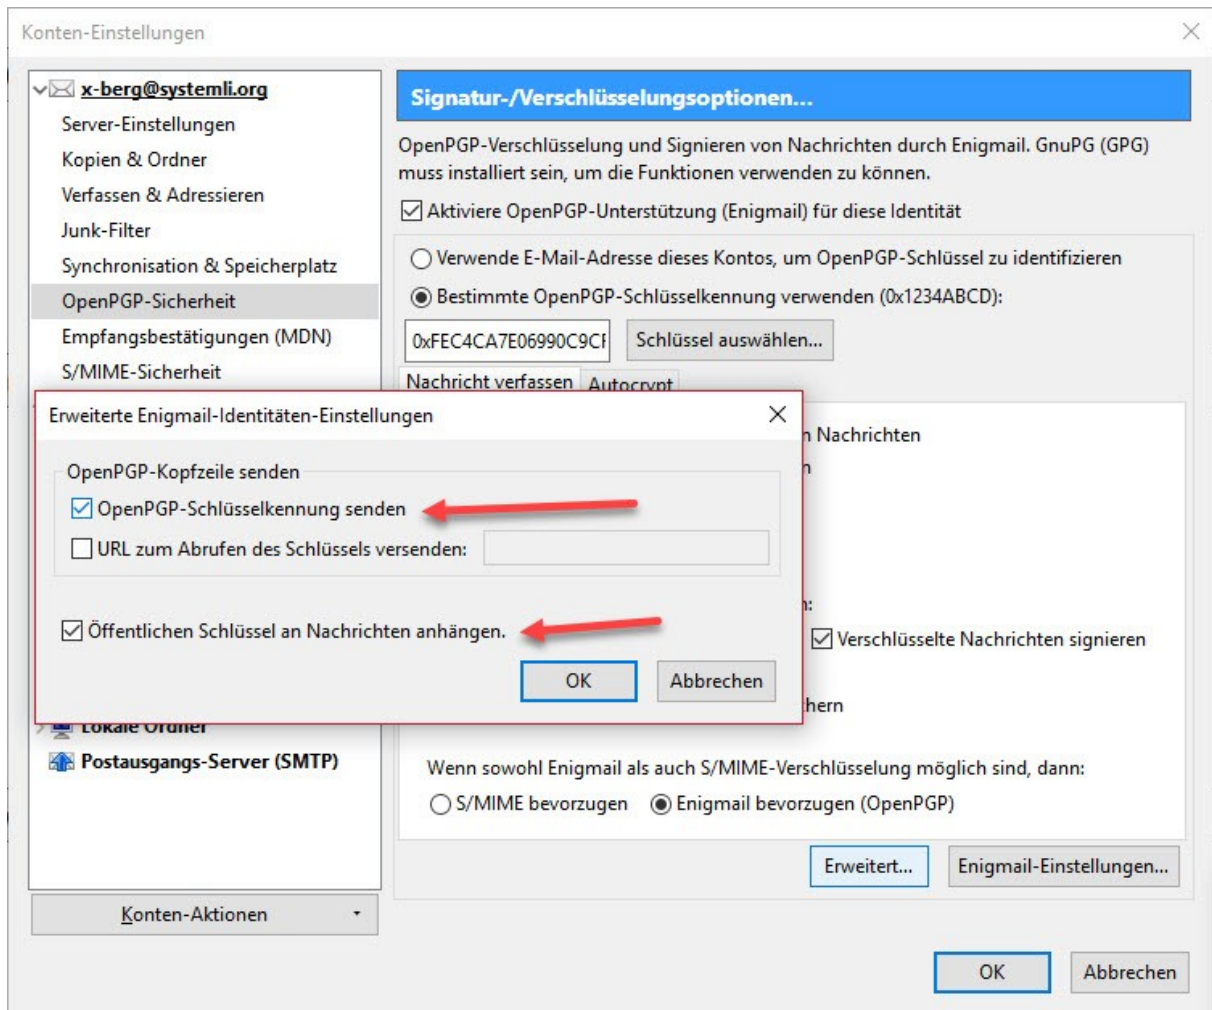 Konten-Einstellungen
x-berg@systemli.org
Server-Einstellungen
Kopien & Ordner
Verfassen & Adressieren
Junk-Filter
Synchronisation & Speicherplatz
OpenPGP-Sicherheit
Empfangsbestätigungen (MDN)
S/MIME-Sicherheit
Lokale Ordner
Postausgangs-Server (SMTP)
Konten-Aktionen
Signatur-/Verschlüsselungsoptionen...
OpenPGP-Verschlüsselung und Signieren von Nachrichten durch Enigmail. GnuPG (GPG)
muss installiert sein, um die Funktionen verwenden zu können.
Aktiviere OpenPGP-Unterstützung (Enigmail) für diese Identität
Verwende E-Mail-Adresse dieses Kontos, um OpenPGP-Schlüssel zu identifizieren
Bestimmte OpenPGP-Schlüsselkennung verwenden (0x1234ABCD):
0xFEC4CA7E06990C9C Schlüssel auswählen...
Nachricht verfassen Autocrypt
Nachrichten
Erweiterte Enigmail-Identitäten-Einstellungen
OpenPGP-Kopfzeile senden
OpenPGP-Schlüsselkennung senden
URL zum Abrufen des Schlüssels versenden:
Öffentlichen Schlüssel an Nachrichten anhängen.
OK Abbrechen
Verschlüsselte Nachrichten signieren
hern
Wenn sowohl Enigmail als auch S/MIME-Verschlüsselung möglich sind, dann:
S/MIME bevorzugen Enigmail bevorzugen (OpenPGP)
Erweitert... Enigmail-Einstellungen...
OK Abbrechen